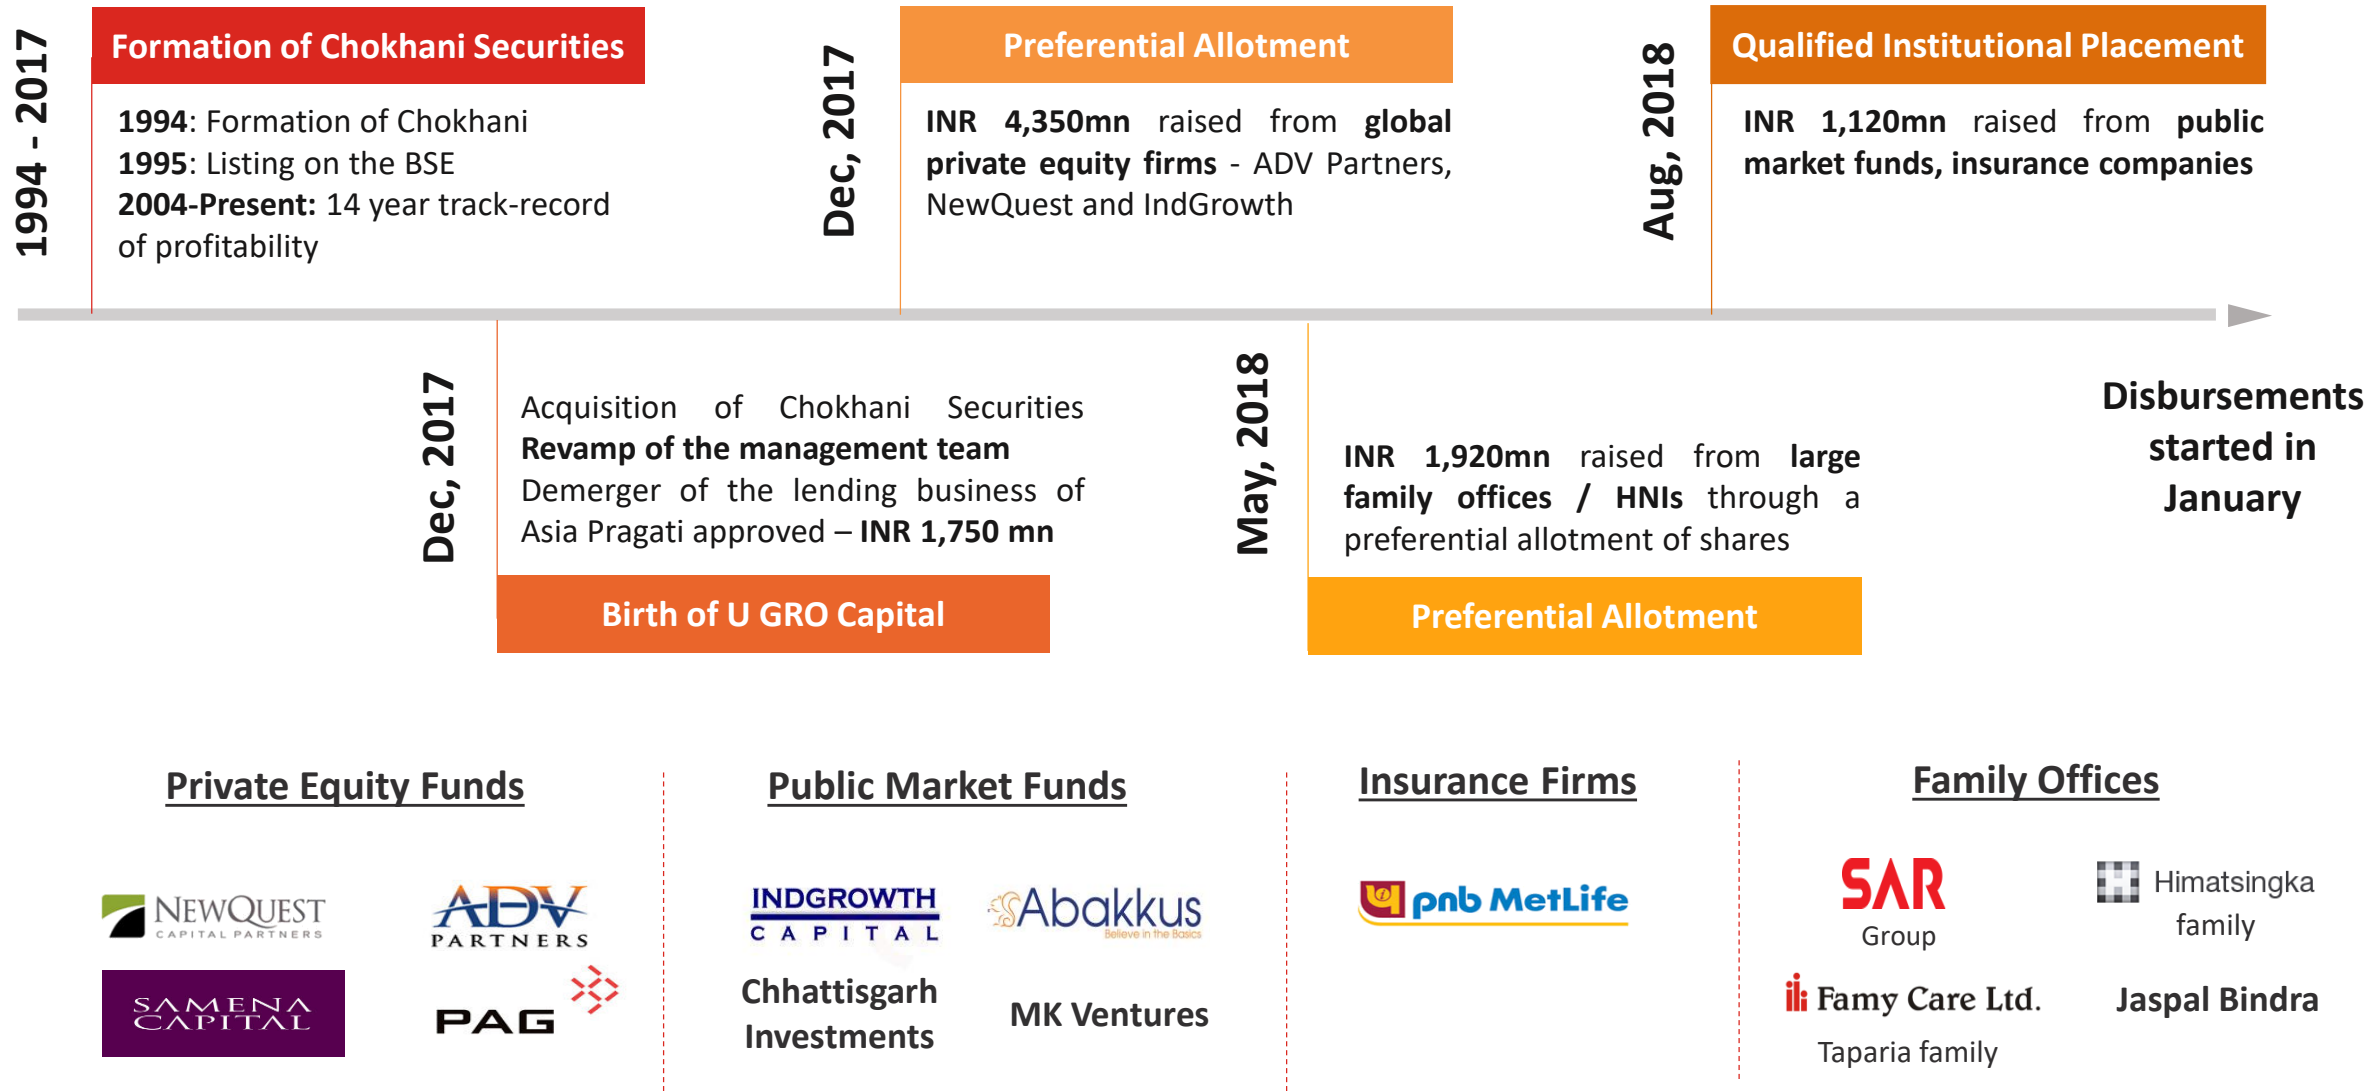 1994 - 2017
Formation of Chokhani Securities
1994: Formation of Chokhani
1995: Listing on the BSE
2004-Present: 14 year track-record
of profitability
Dec, 2017
Preferential Allotment
INR 4,350mn raised from global
private equity firms - ADV Partners,
NewQuest and IndGrowth
Aug, 2018
Qualified Institutional Placement
INR 1,120mn raised from public
market funds, insurance companies
Dec, 2017
Acquisition of Chokhani Securities
Revamp of the management team
Demerger of the lending business of
Asia Pragati approved – INR 1,750 mn
Birth of U GRO Capital
May, 2018
INR 1,920mn raised from large
family offices / HNIs through a
preferential allotment of shares
Preferential Allotment
Disbursements
started in
January
Private Equity Funds
NEWQUEST
CAPITAL PARTNERS
ADV
PARTNERS
SAMENA
CAPITAL
PAG
Public Market Funds
INDGROWTH
CAPITAL
Abakkus
Believe in the Basics
Chhattisgarh
Investments
MK Ventures
Insurance Firms
pnb MetLife
Family Offices
SAR
Group
Himatsingka
family
Famy Care Ltd.
Taparia family
Jaspal Bindra